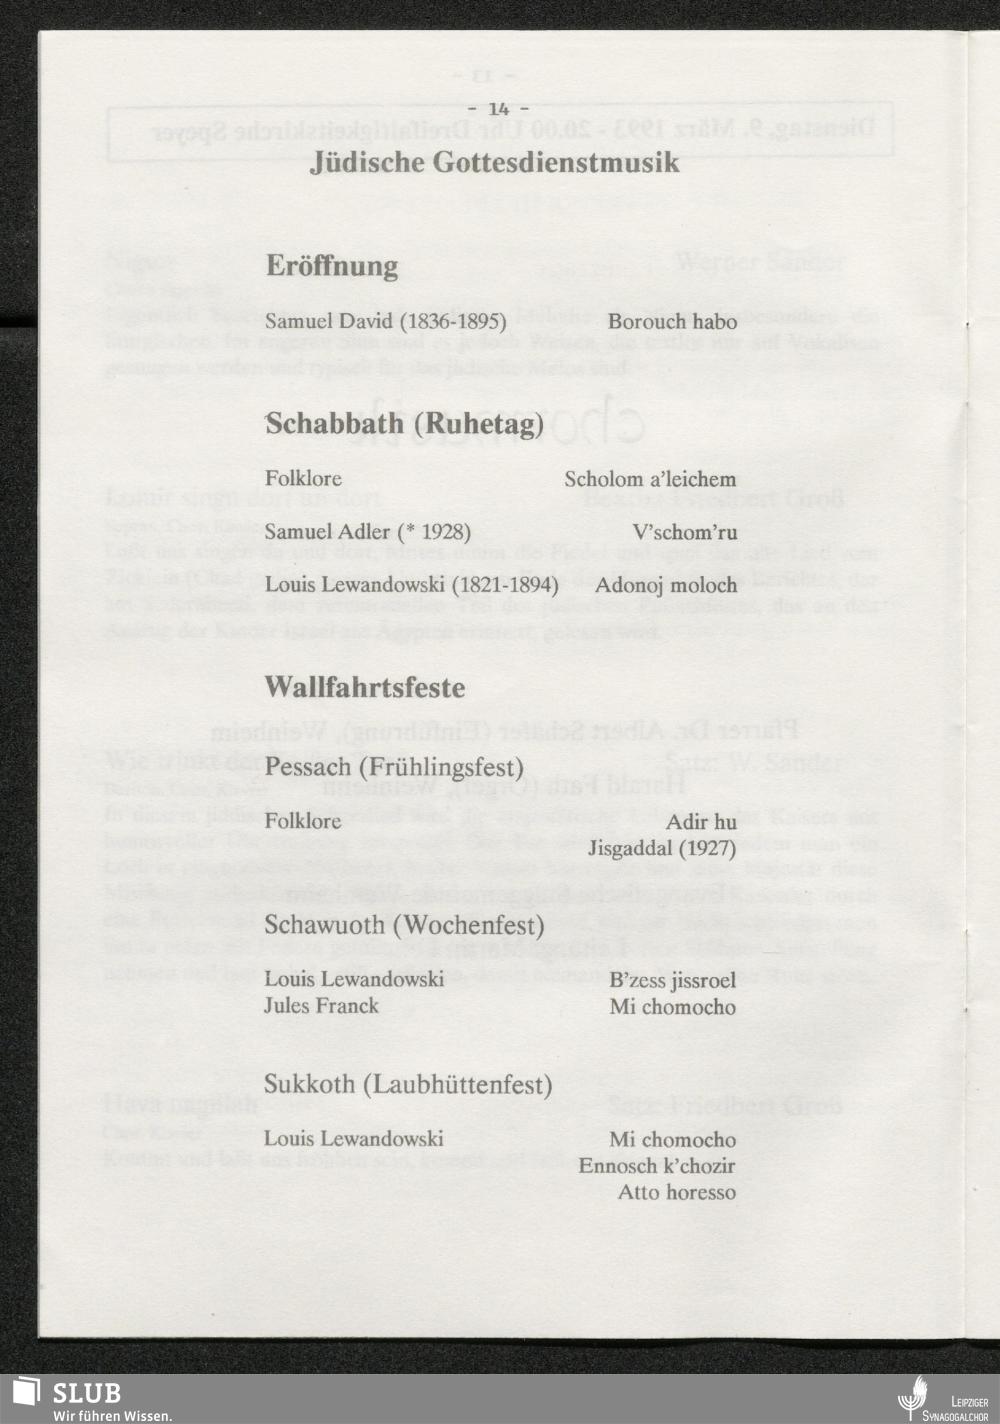 - 14 -
Jüdische Gottesdienstmusik
Eröffnung
Samuel David (1836-1895) Borouch habo
Schabbath (Ruhetag)
Folklore Scholom a'leichem
Samuel Adler (* 1928) V'schom'ru
Louis Lewandowski (1821-1894) Adonoj moloch
Wallfahrtsfeste
Pessach (Frühlingsfest)
Folklore Adir hu
Jisgaddal (1927)
Schawuoth (Wochenfest)
Louis Lewandowski B'zess jissroel
Jules Franck Mi chomocho
Sukkoth (Laubhüttenfest)
Louis Lewandowski Mi chomocho
Ennosch k'chozir
Atto horesso
SLUB
Wir führen Wissen.
LEIPZIGER
SYNAGOGALCHOR